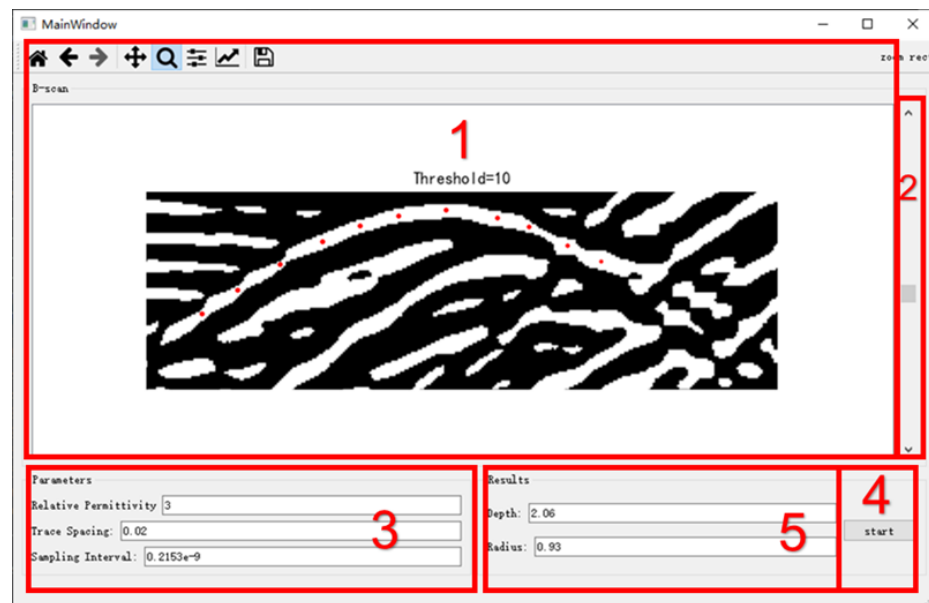 MainWindow
zoom rect
B-scan
1
2
Threshold=10
Parameters
Relative Permittivity 3
Trace Spacing: 0.02
Sampling Interval: 0.2153e-9
3
Results
Depth: 2.06
Radius: 0.93
5
4
start